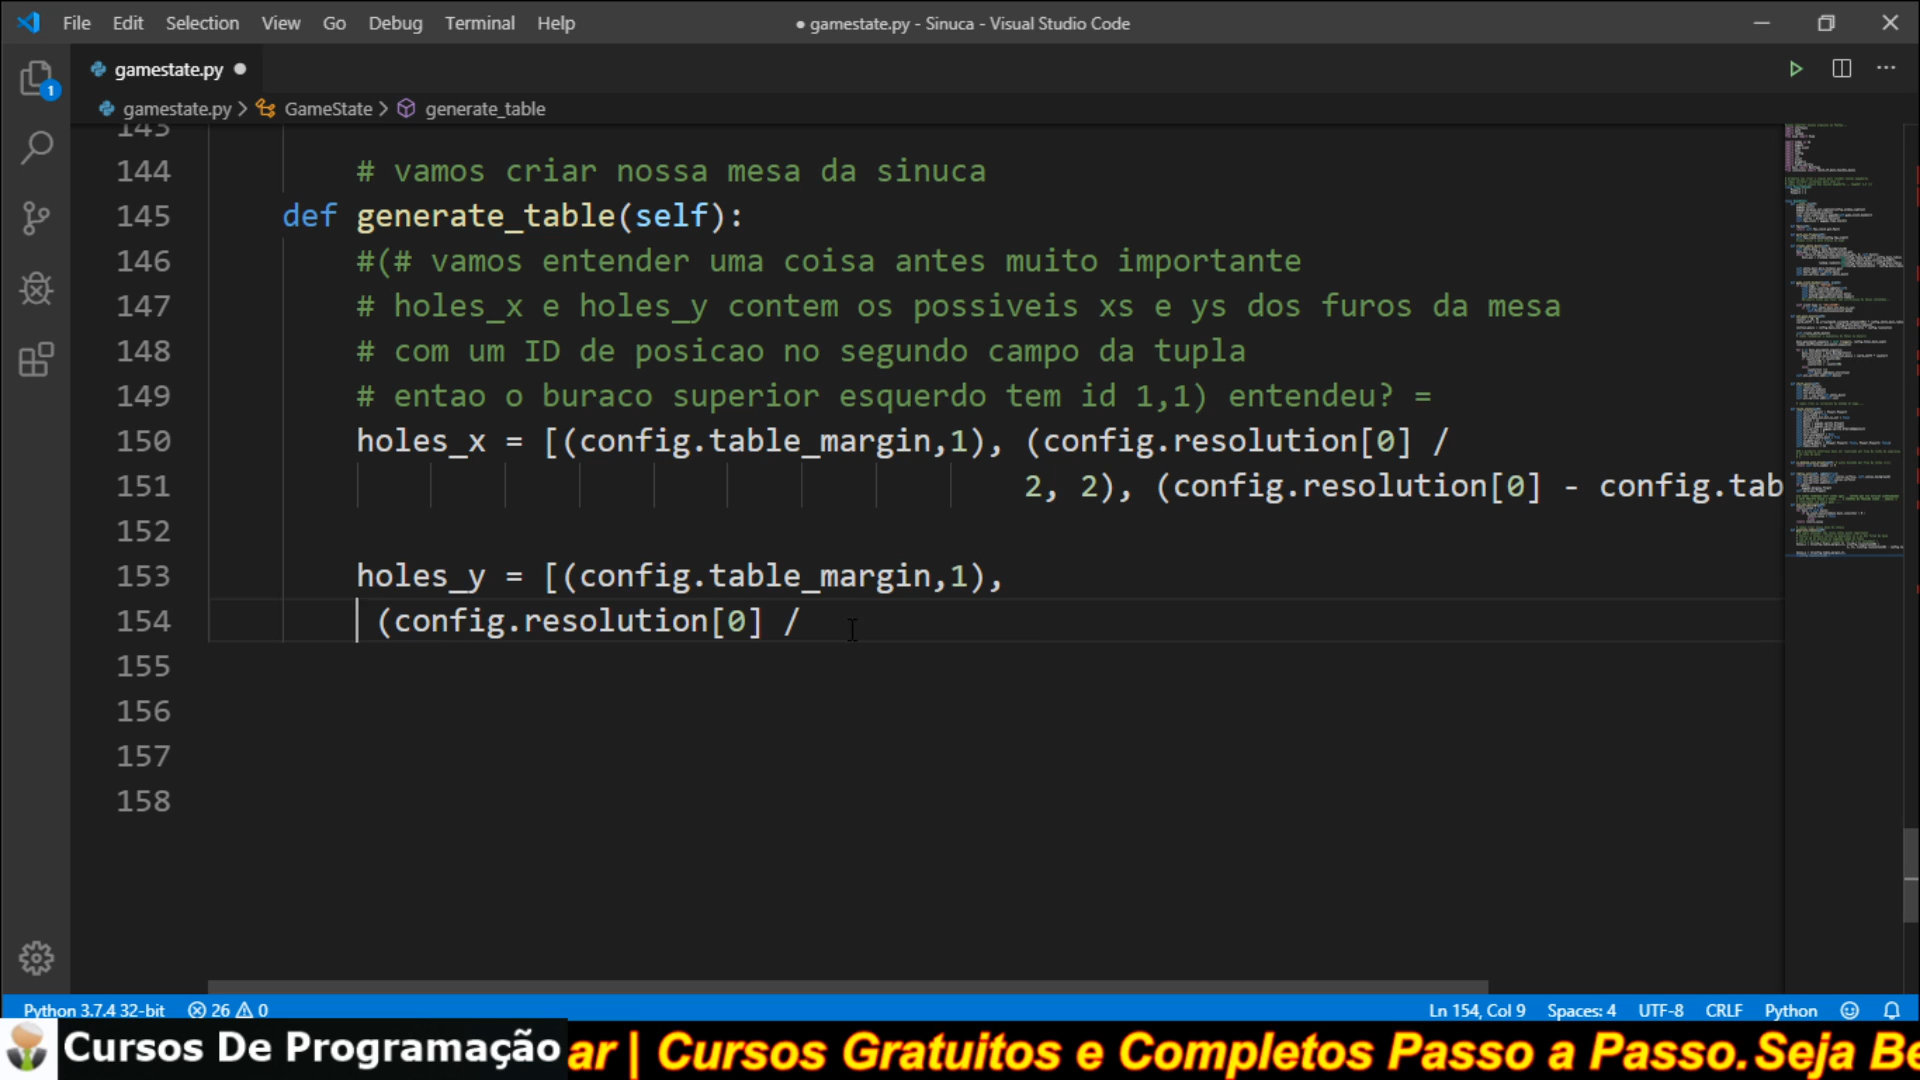 File Edit Selection View Go Debug Terminal Help ● gamestate.py - Sinuca - Visual Studio Code
gamestate.py ●
gamestate.py > GameState > generate_table
1
143
144 # vamos criar nossa mesa da sinuca
145 def generate_table(self):
146 #(# vamos entender uma coisa antes muito importante
147 # holes_x e holes_y contem os possiveis xs e ys dos furos da mesa
148 # com um ID de posicao no segundo campo da tupla
149 # entao o buraco superior esquerdo tem id 1,1) entendeu? =
150 holes_x = [(config.table_margin,1), (config.resolution[0] /
151 2, 2), (config.resolution[0] - config.tab
152
153 holes_y = [(config.table_margin,1),
154 (config.resolution[0] /
155
156
157
158
Python 3.7.4 32-bit 26 0 Ln 154, Col 9 Spaces: 4 UTF-8 CRLF Python
Cursos De Programação ar | Cursos Gratuitos e Completos Passo a Passo. Seja Be